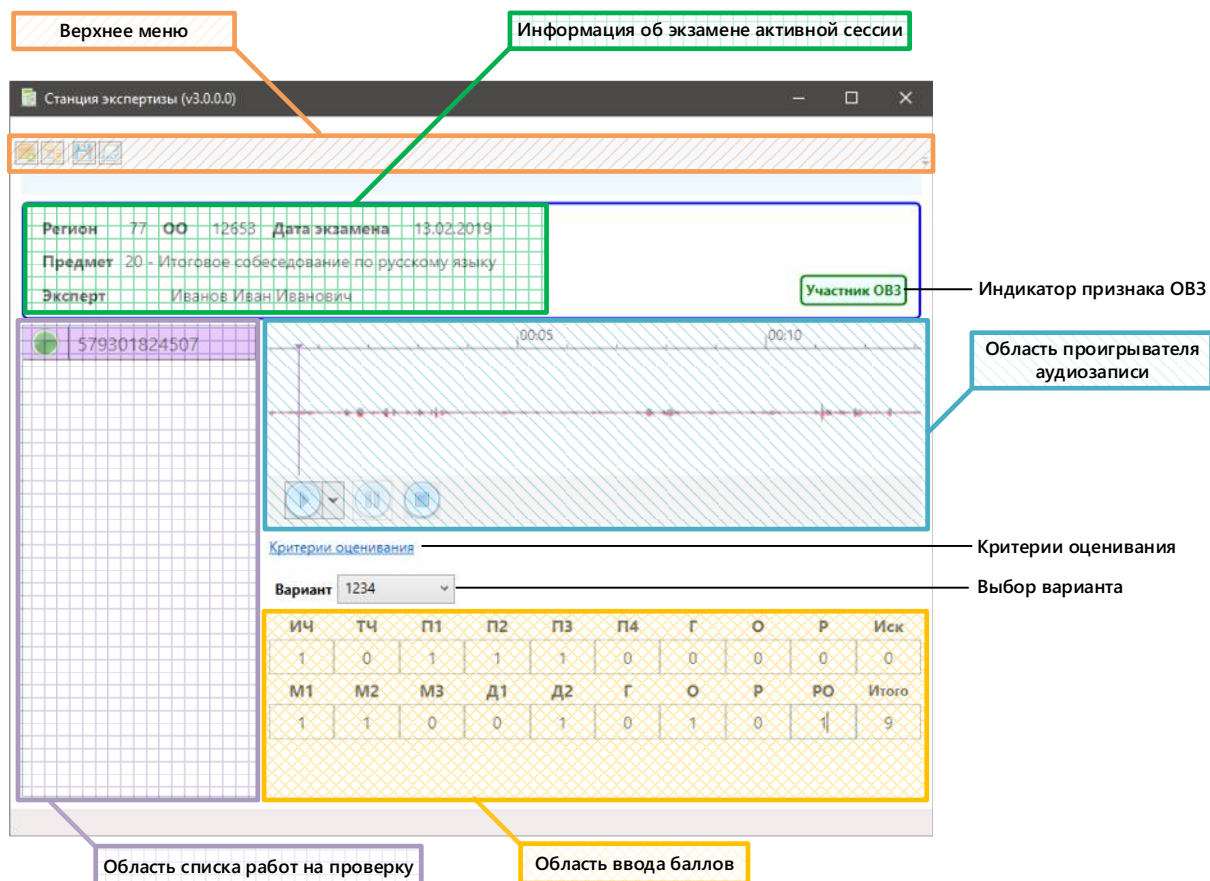 Верхнее меню
Информация об экзамене активной сессии
Станция экспертизы (v3.0.0.0)
Регион 77 ОО 12653 Дата экзамена 13.02.2019
Предмет 20 - Итоговое собеседование по русскому языку
Эксперт Иванов Иван Иванович
Участник ОВЗ
Индикатор признака ОВЗ
579301824507
00:05 00:10
Область проигрывателя
аудиозаписи
Критерии оценивания
Критерии оценивания
Вариант 1234
Выбор варианта
ИЧ ТЧ П1 П2 П3 П4 Г О Р Иск
1 0 1 1 1 0 0 0 0 0
М1 М2 М3 Д1 Д2 Г О Р РО Итого
1 1 0 0 1 0 1 0 1 9
Область списка работ на проверку
Область ввода баллов